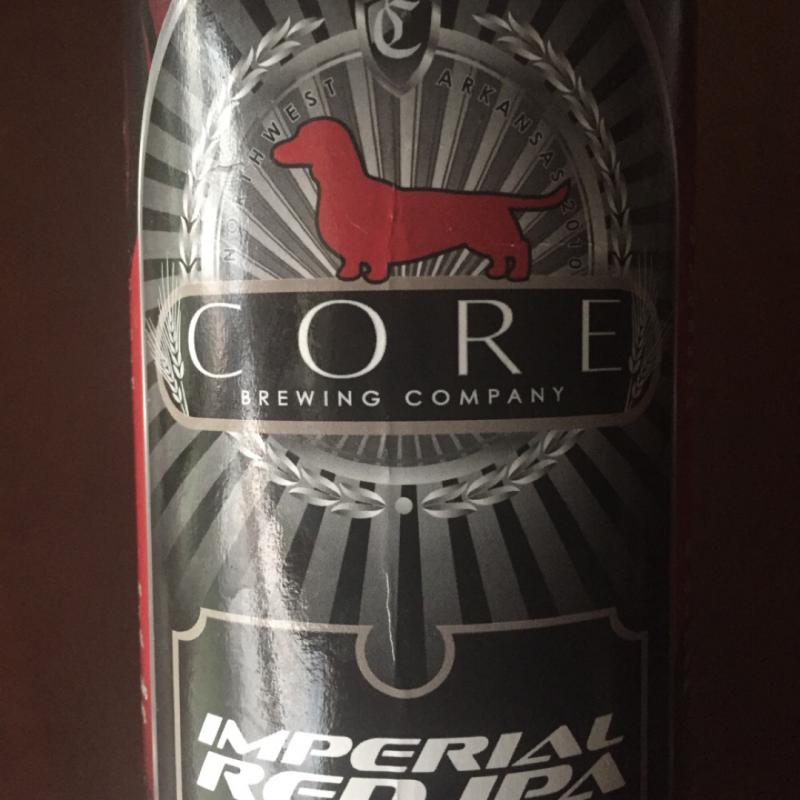 C
NORTHWEST ARKANSAS 2010
CORE
BREWING COMPANY
IMPERIAL
RED IPA